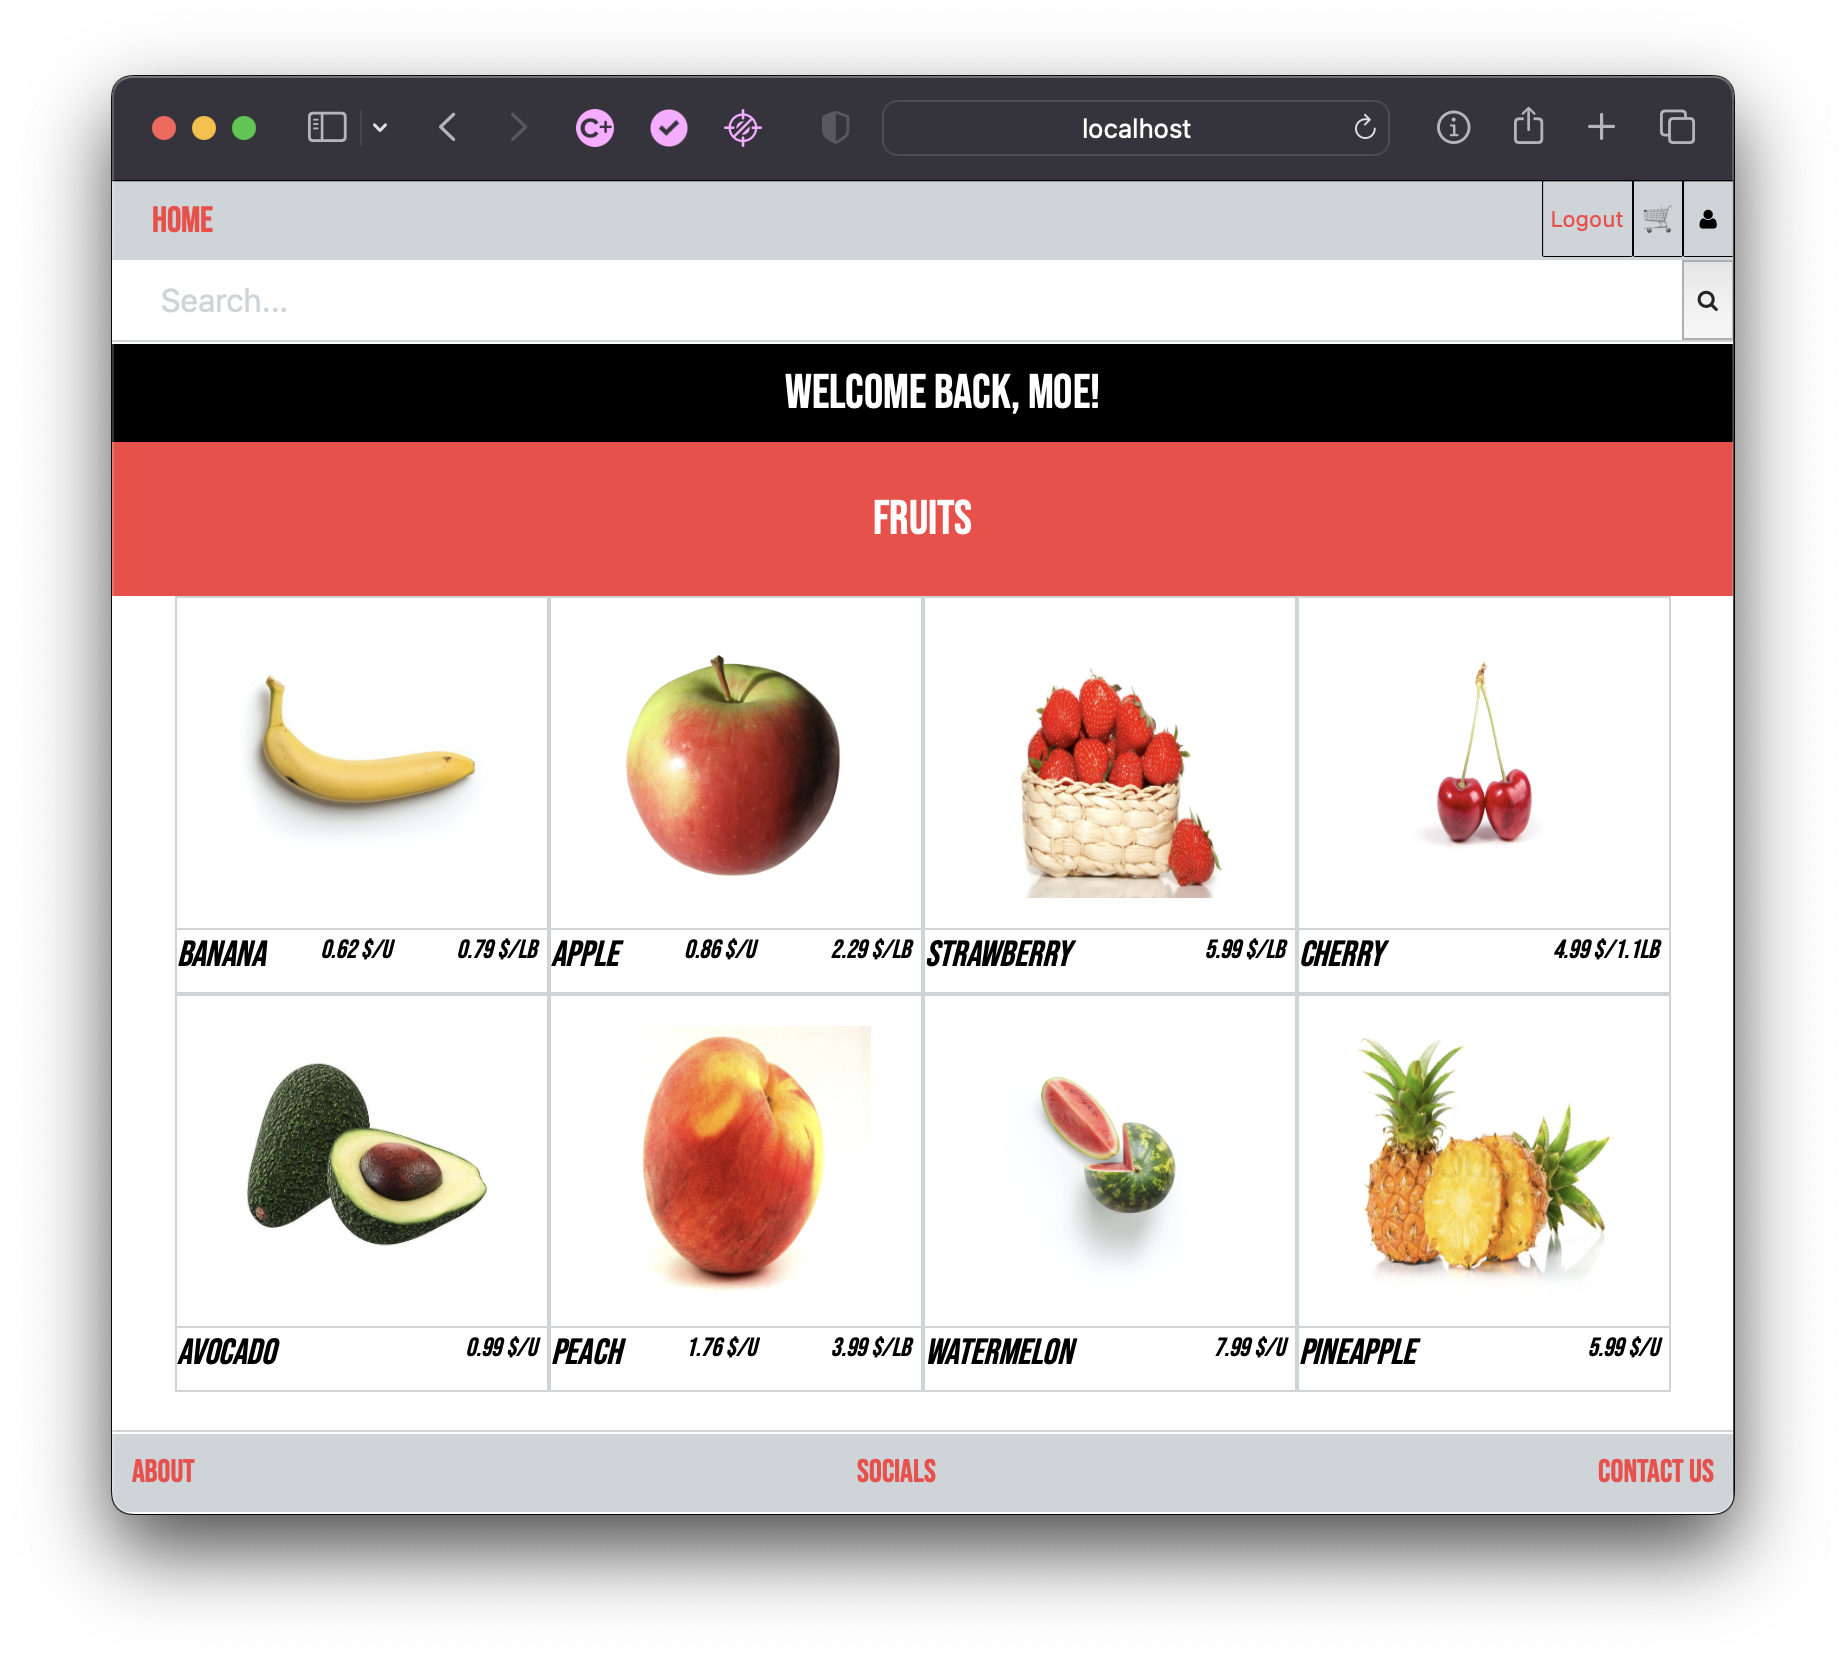 localhost
HOME
Logout
Search...
WELCOME BACK, MOE!
FRUITS
BANANA 0.62 $/U 0.79 $/LB
APPLE 0.86 $/U 2.29 $/LB
STRAWBERRY 5.99 $/LB
CHERRY 4.99 $/1.1LB
AVOCADO 0.99 $/U
PEACH 1.76 $/U 3.99 $/LB
WATERMELON 7.99 $/U
PINEAPPLE 5.99 $/U
ABOUT
SOCIALS
CONTACT US